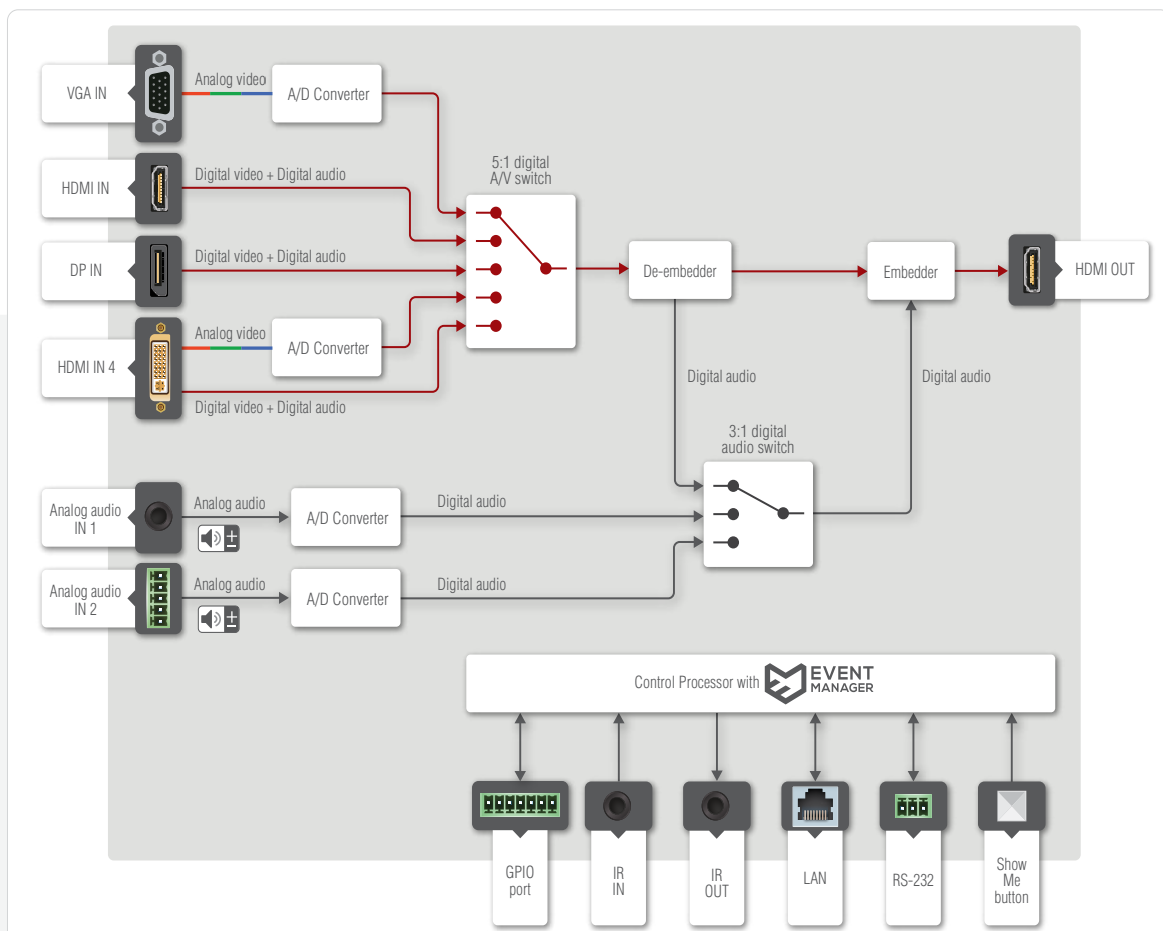 VGA IN
Analog video
A/D Converter
HDMI IN
Digital video + Digital audio
5:1 digital
A/V switch
DP IN
Digital video + Digital audio
De-embedder
Embedder
HDMI OUT
HDMI IN 4
Analog video
A/D Converter
Digital video + Digital audio
Digital audio
Digital audio
3:1 digital
audio switch
Analog audio
IN 1
Analog audio
A/D Converter
Digital audio
Analog audio
IN 2
Analog audio
A/D Converter
Digital audio
Control Processor with EVENT
MANAGER
GPIO
port
IR
IN
IR
OUT
LAN
RS-232
Show
Me
button